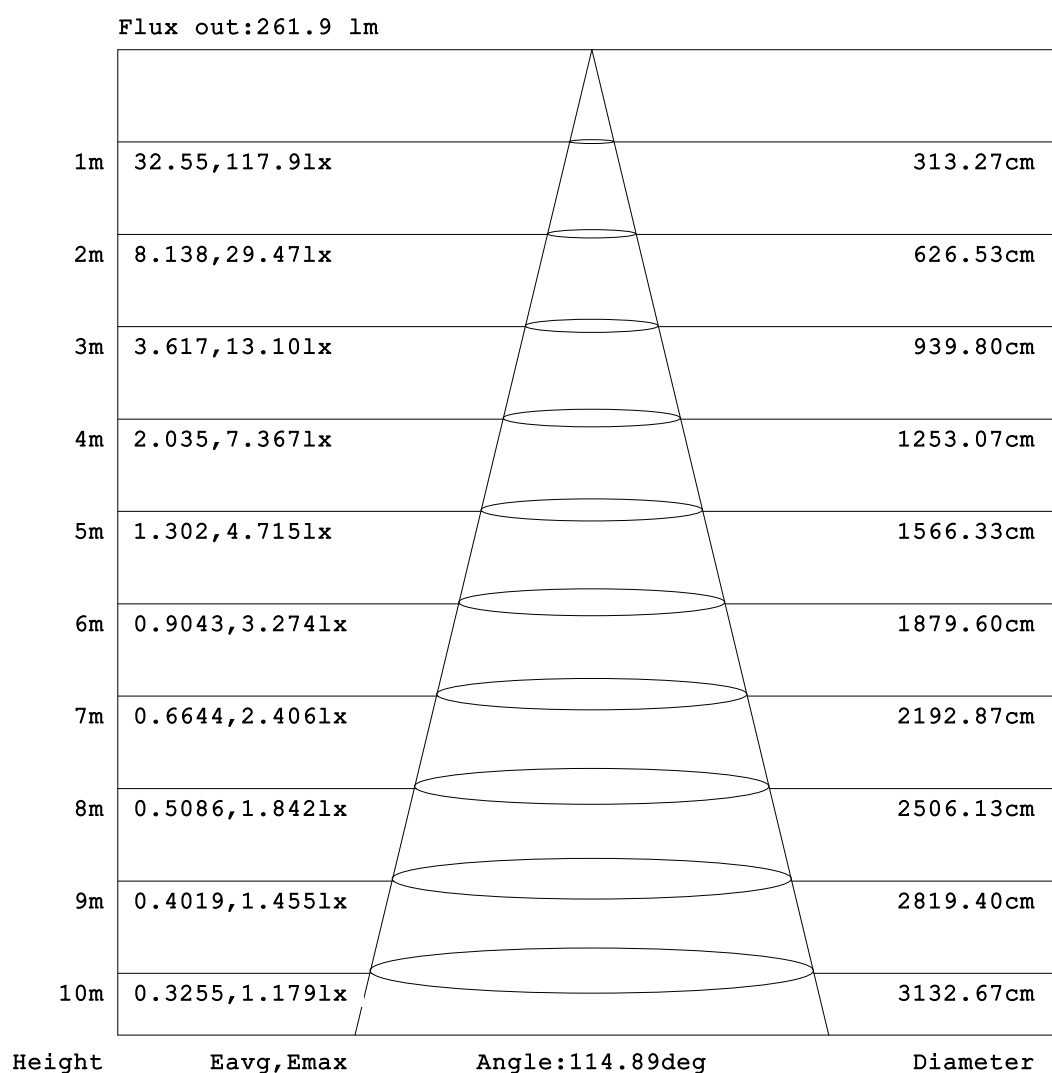 Flux out:261.9 lm
1m 32.55,117.9lx 313.27cm
2m 8.138,29.47lx 626.53cm
3m 3.617,13.10lx 939.80cm
4m 2.035,7.367lx 1253.07cm
5m 1.302,4.715lx 1566.33cm
6m 0.9043,3.274lx 1879.60cm
7m 0.6644,2.406lx 2192.87cm
8m 0.5086,1.842lx 2506.13cm
9m 0.4019,1.455lx 2819.40cm
10m 0.3255,1.179lx 3132.67cm
Height Eavg,Emax Angle:114.89deg Diameter